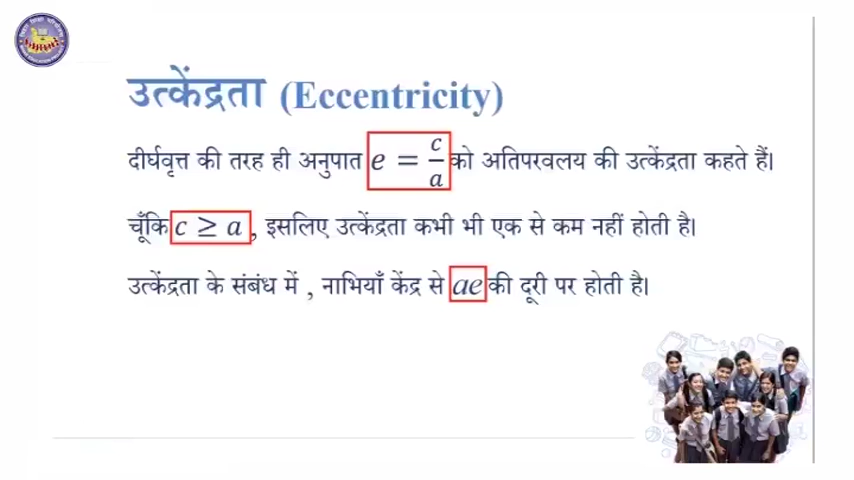 उत्केंद्रता (Eccentricity)
दीर्घवृत्त की तरह ही अनुपात e = c/a को अतिपरवलय की उत्केंद्रता कहते हैं।
चूँकि c ≥ a , इसलिए उत्केंद्रता कभी भी एक से कम नहीं होती है।
उत्केंद्रता के संबंध में , नाभियाँ केंद्र से ae की दूरी पर होती है।